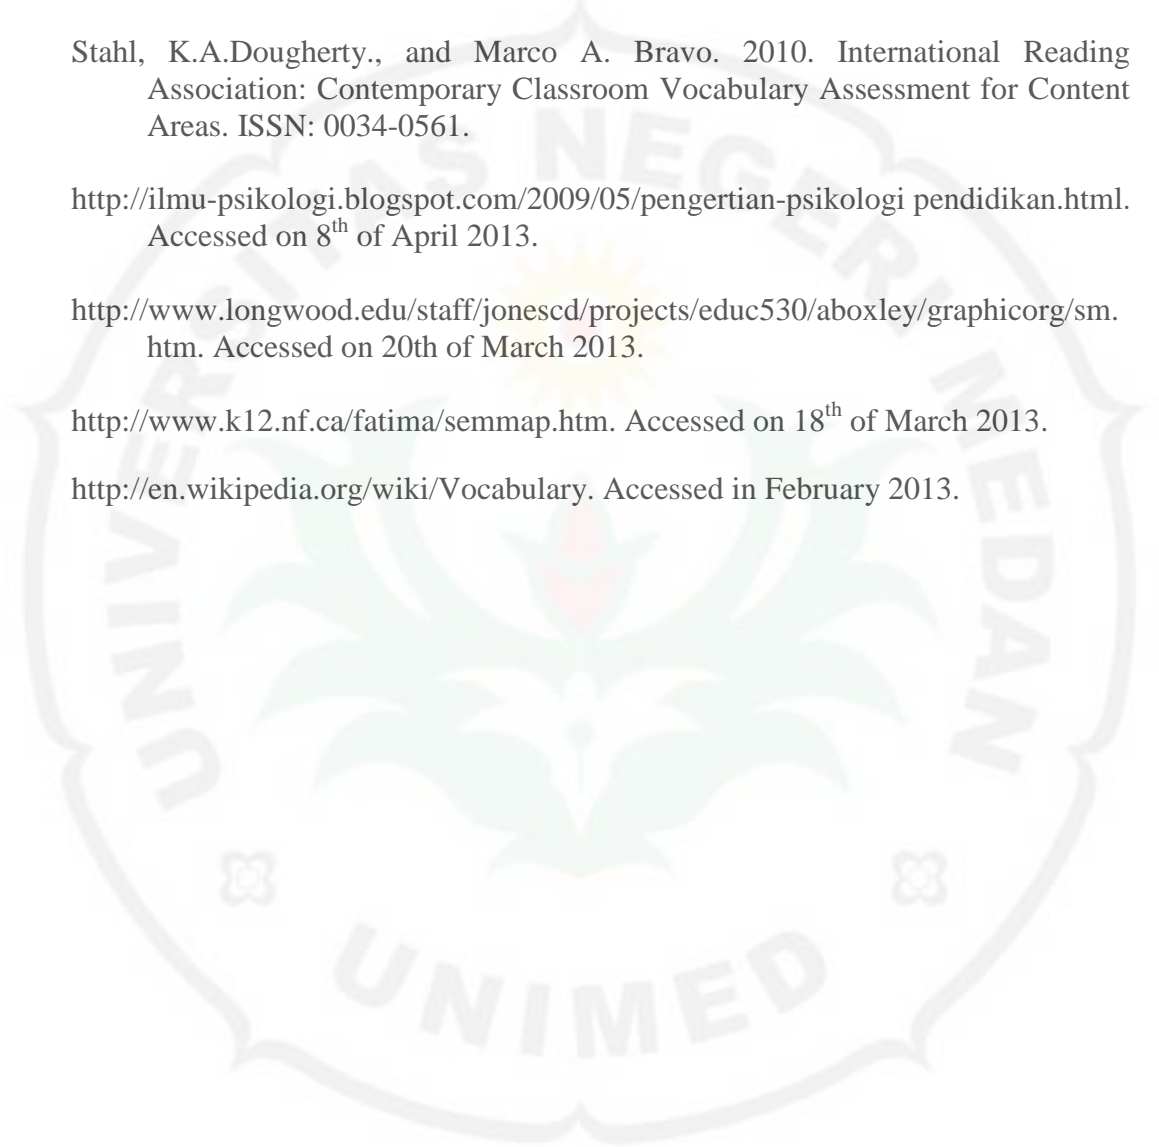 Stahl, K.A.Dougherty., and Marco A. Bravo. 2010. International Reading
Association: Contemporary Classroom Vocabulary Assessment for Content
Areas. ISSN: 0034-0561.
http://ilmu-psikologi.blogspot.com/2009/05/pengertian-psikologi pendidikan.html.
Accessed on 8th of April 2013.
http://www.longwood.edu/staff/jonescd/projects/educ530/aboxley/graphicorg/sm.
htm. Accessed on 20th of March 2013.
http://www.k12.nf.ca/fatima/semmap.htm. Accessed on 18th of March 2013.
http://en.wikipedia.org/wiki/Vocabulary. Accessed in February 2013.
UNIVERSITAS NEGERI MEDAN
UNIMED